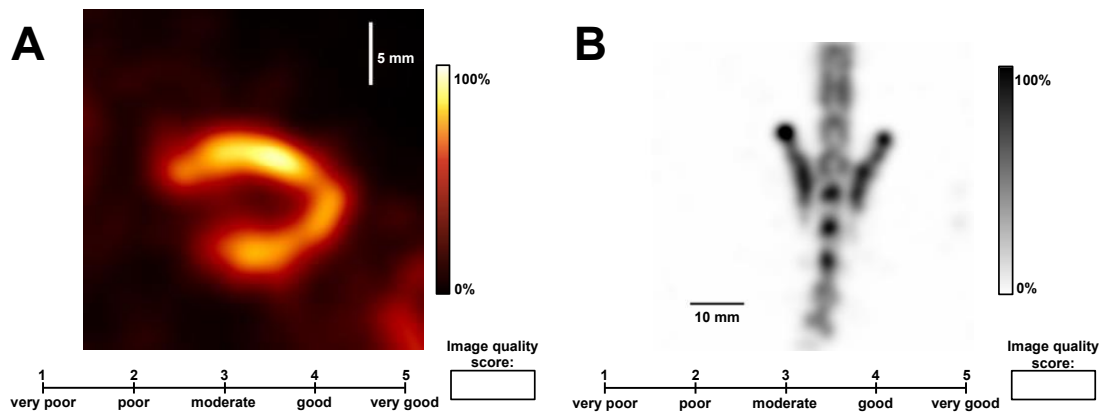 A
5 mm
100%
0%
Image quality
score:
1 2 3 4 5
very poor poor moderate good very good
B
100%
0%
10 mm
Image quality
score:
1 2 3 4 5
very poor poor moderate good very good